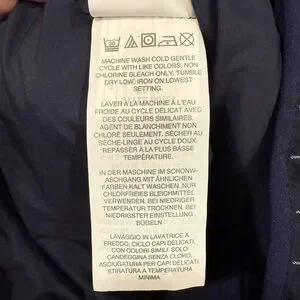 30
MACHINE WASH COLD GENTLE
CYCLE WITH LIKE COLORS. NON
CHLORINE BLEACH ONLY. TUMBLE
DRY LOW. IRON ON LOWEST
SETTING.
LAVER À LA MACHINE À L'EAU
FROIDE AU CYCLE DÉLICAT AVEC
DES COULEURS SIMILAIRES.
AGENT DE BLANCHIMENT NON
CHLORÉ SEULEMENT. SÉCHER AU
SÈCHE-LINGE AU CYCLE DOUX.
REPASSER À LA PLUS BASSE
TEMPÉRATURE.
IN DER MASCHINE IM SCHONW-
ASCHGANG MIT ÄHNLICHEN
FARBEN KALT WASCHEN. NUR
CHLORFREIES BLEICHMITTEL
VERWENDEN. BEI NIEDRIGER
TEMPERATUR TROCKNEN. BEI
NIEDRIGSTER EINSTELLUNG
BÜGELN
LAVAGGIO IN LAVATRICE A
FREDDO, CICLO CAPI DELICATI,
CON COLORI SIMILI. SOLO
CANDEGGINA SENZA CLORO.
ASCIUGATURA PER CAPI DELICATI.
STIRATURA A TEMPERATURA
MINIMA.